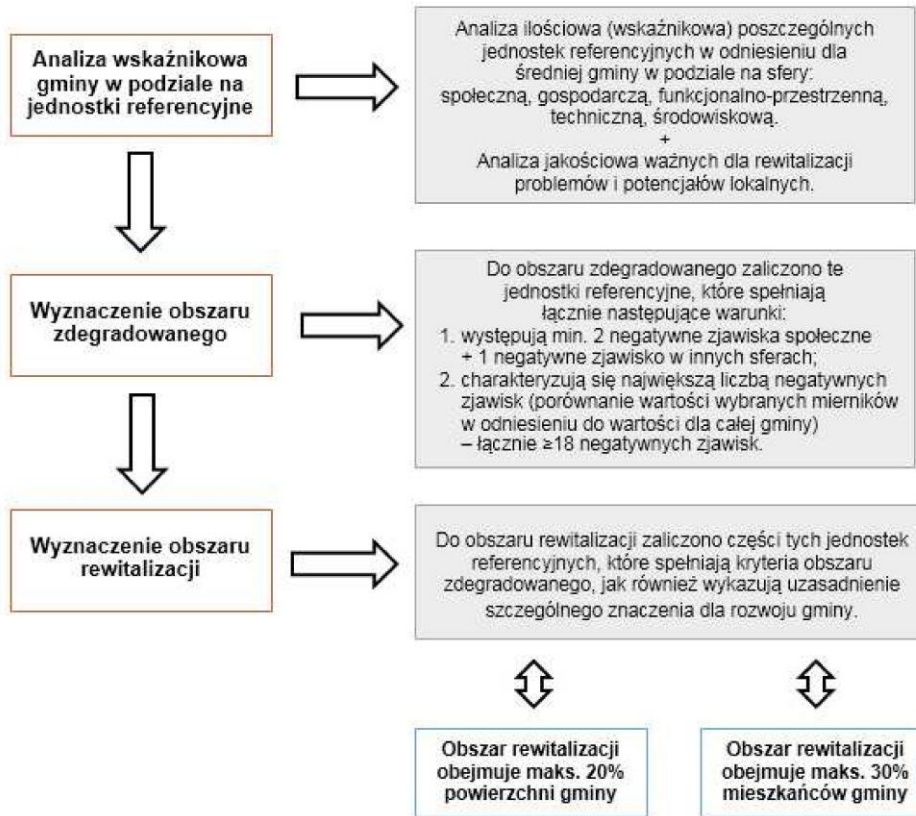 Analiza wskaźnikowa
gminy w podziale na
jednostki referencyjne
Analiza ilościowa (wskaźnikowa) poszczególnych
jednostek referencyjnych w odniesieniu dla
średniej gminy w podziale na sfery:
społeczną, gospodarczą, funkcjonalno-przestrzenną,
techniczną, środowiskową.
+
Analiza jakościowa ważnych dla rewitalizacji
problemów i potencjałów lokalnych.
Wyznaczenie obszaru
zdegradowanego
Do obszaru zdegradowanego zaliczono te
jednostki referencyjne, które spełniają
łącznie następujące warunki:
1. występują min. 2 negatywne zjawiska społeczne
+ 1 negatywne zjawisko w innych sferach;
2. charakteryzują się największą liczbą negatywnych
zjawisk (porównanie wartości wybranych mierników
w odniesieniu do wartości dla całej gminy)
– łącznie ≥18 negatywnych zjawisk.
Wyznaczenie obszaru
rewitalizacji
Do obszaru rewitalizacji zaliczono części tych jednostek
referencyjnych, które spełniają kryteria obszaru
zdegradowanego, jak również wykazują uzasadnienie
szczególnego znaczenia dla rozwoju gminy.
Obszar rewitalizacji
obejmuje maks. 20%
powierzchni gminy
Obszar rewitalizacji
obejmuje maks. 30%
mieszkańców gminy